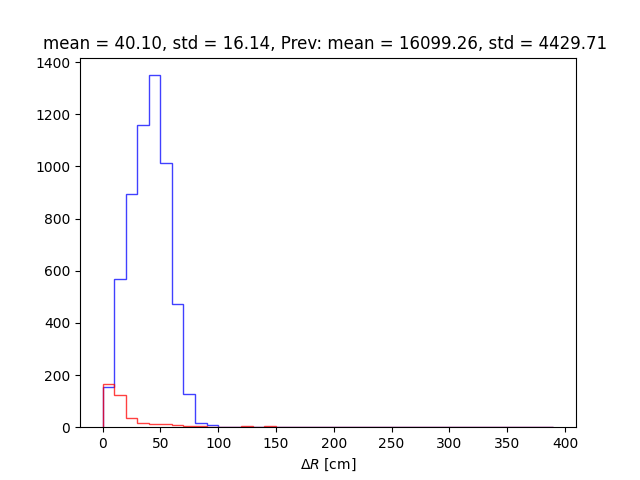 mean = 40.10, std = 16.14, Prev: mean = 16099.26, std = 4429.71
1400
1200
1000
800
600
400
200
0
0 50 100 150 200 250 300 350 400
ΔR [cm]